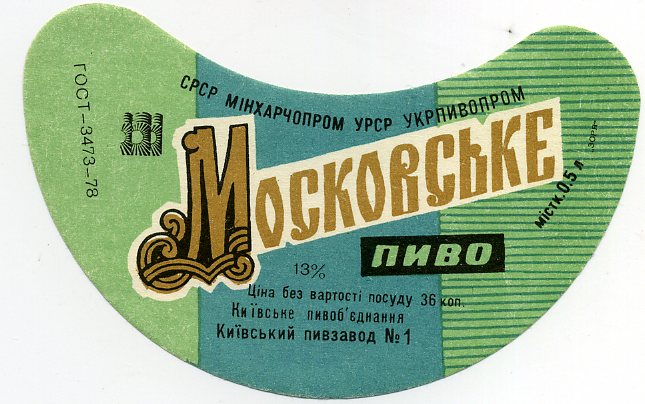 СРСР МІНХАРЧОПРОМ УРСР УКРПИВОПРОМ
ГОСТ-3473-78
МОСКОВСЬКЕ
ПИВО
містк. 0,5 л
13%
Ціна без вартості посуду 36 коп.
Київське пивоб'єднання
Київський пивзавод №1